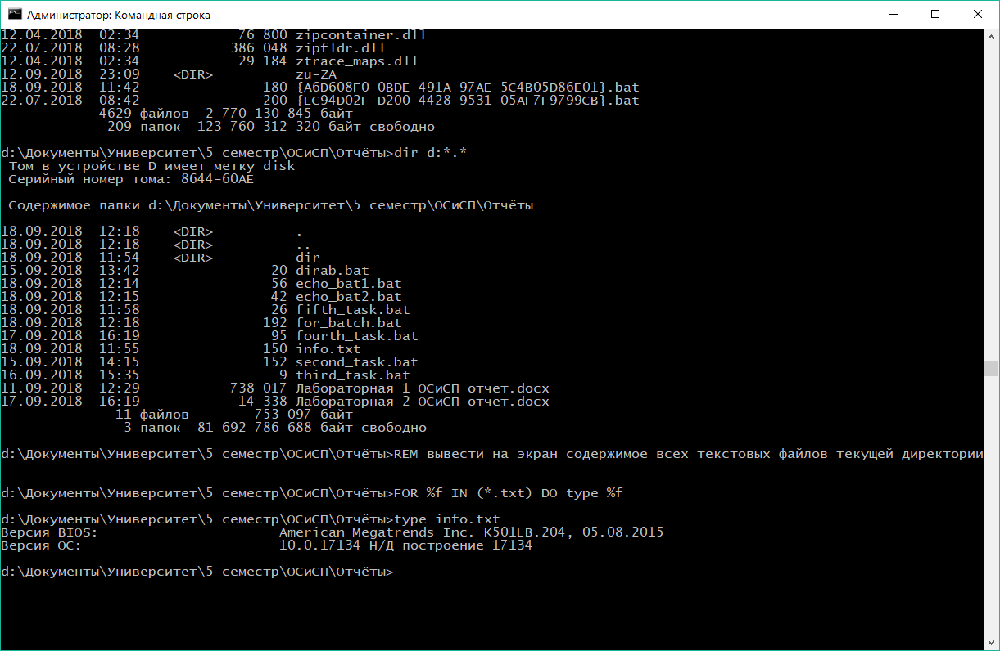 Администратор: Командная строка
12.04.2018  02:34            76 800 zipcontainer.dll
22.07.2018  08:28           386 048 zipfldr.dll
12.04.2018  02:34            29 184 ztrace_maps.dll
12.09.2018  23:09    <DIR>          zu-ZA
18.09.2018  11:42               180 {A6D608F0-0BDE-491A-97AE-5C4B05D86E01}.bat
22.07.2018  08:42               200 {EC94D02F-D200-4428-9531-05AF7F9799CB}.bat
            4629 файлов  2 770 130 845 байт
             209 папок  123 760 312 320 байт свободно
d:\Документы\Университет\5 семестр\ОСиСП\Отчёты>dir d:*.*
 Том в устройстве D имеет метку disk
 Серийный номер тома: 8644-60AE
 Содержимое папки d:\Документы\Университет\5 семестр\ОСиСП\Отчёты
18.09.2018  12:18    <DIR>          .
18.09.2018  12:18    <DIR>          ..
18.09.2018  11:54    <DIR>          dir
15.09.2018  13:42                20 dirab.bat
18.09.2018  12:14                56 echo_bat1.bat
18.09.2018  12:15                42 echo_bat2.bat
18.09.2018  11:58                26 fifth_task.bat
18.09.2018  12:18               192 for_batch.bat
17.09.2018  16:19                95 fourth_task.bat
18.09.2018  11:55               150 info.txt
15.09.2018  14:15               152 second_task.bat
16.09.2018  15:35                 9 third_task.bat
11.09.2018  12:29           738 017 Лабораторная 1 ОСиСП отчёт.docx
17.09.2018  16:19            14 338 Лабораторная 2 ОСиСП отчёт.docx
              11 файлов        753 097 байт
               3 папок  81 692 786 688 байт свободно
d:\Документы\Университет\5 семестр\ОСиСП\Отчёты>REM вывести на экран содержимое всех текстовых файлов текущей директории
d:\Документы\Университет\5 семестр\ОСиСП\Отчёты>FOR %f IN (*.txt) DO type %f
d:\Документы\Университет\5 семестр\ОСиСП\Отчёты>type info.txt
Версия BIOS:                      American Megatrends Inc. K501LB.204, 05.08.2015
Версия ОС:                        10.0.17134 Н/Д построение 17134
d:\Документы\Университет\5 семестр\ОСиСП\Отчёты>